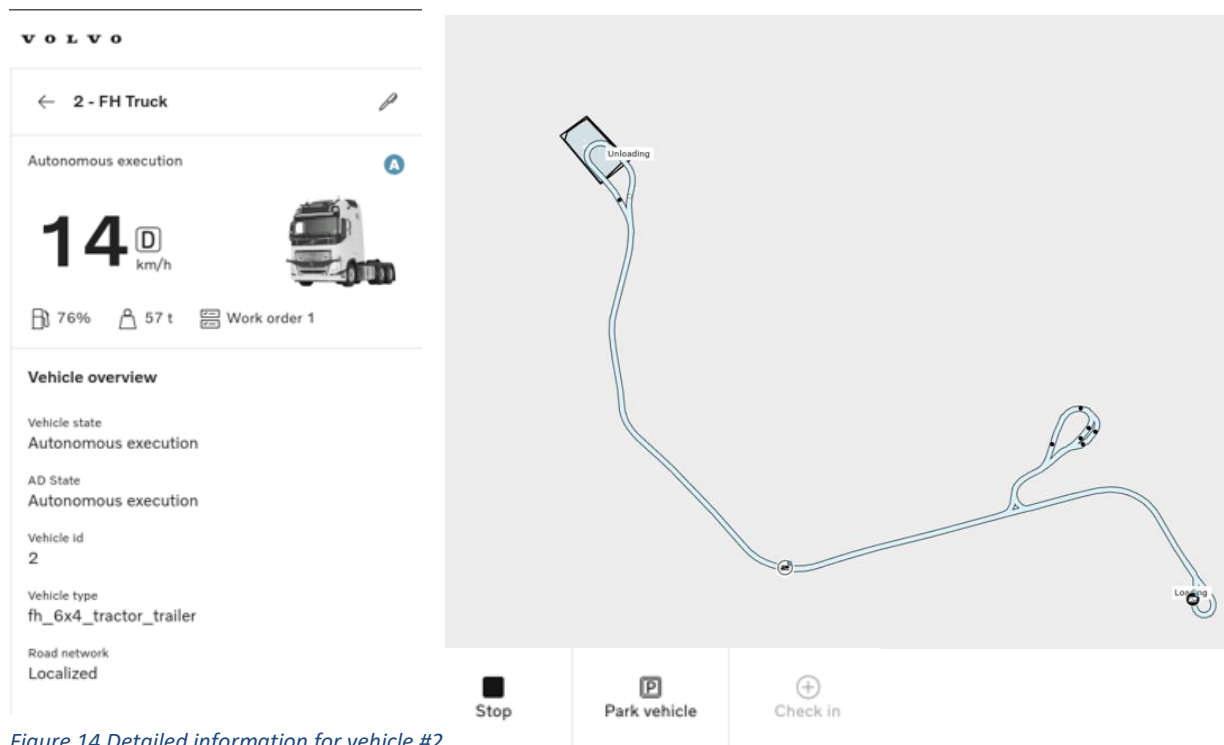 VOLVO
2 - FH Truck
Autonomous execution
A
14 D
km/h
76% 57 t Work order 1
Vehicle overview
Vehicle state
Autonomous execution
AD State
Autonomous execution
Vehicle id
2
Vehicle type
fh_6x4_tractor_trailer
Road network
Localized
Unloading
Loading
Stop
P
Park vehicle
Check in
Figure 14 Detailed information for vehicle #2